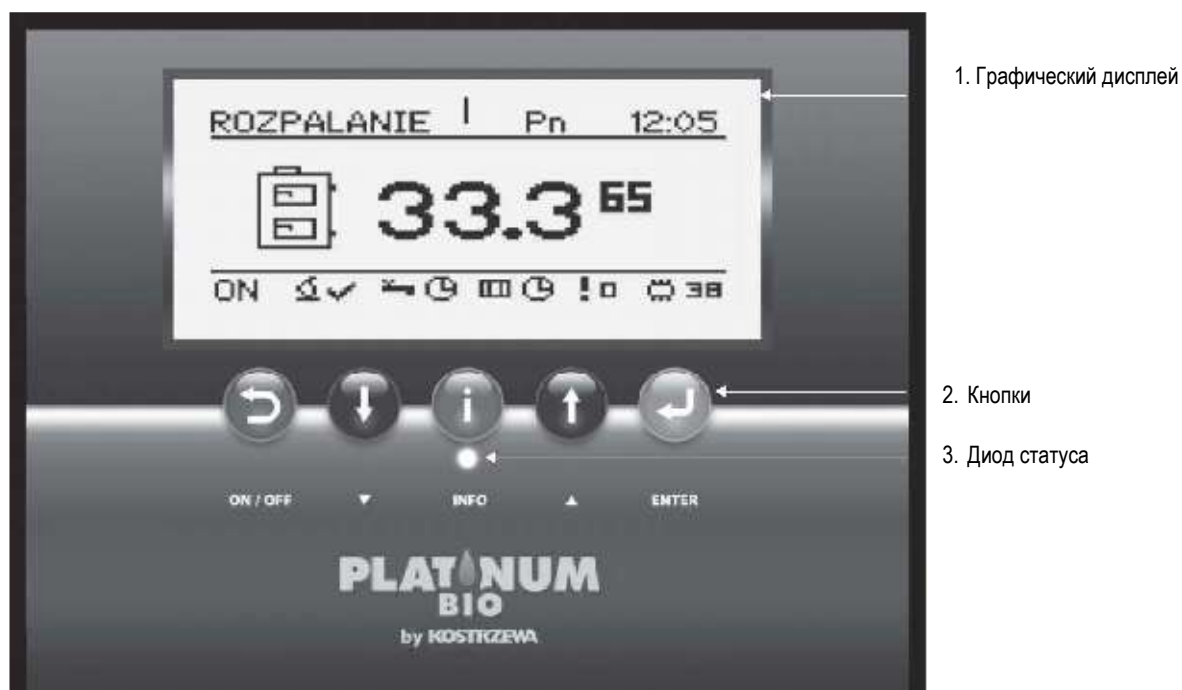 1. Графический дисплей
ROZPALANIE Pn 12:05
33.3 65
ON ! 0 38
2. Кнопки
i
3. Диод статуса
ON / OFF ▼ INFO ▲ ENTER
PLATINUM
BIO
by KOSTRZEWA